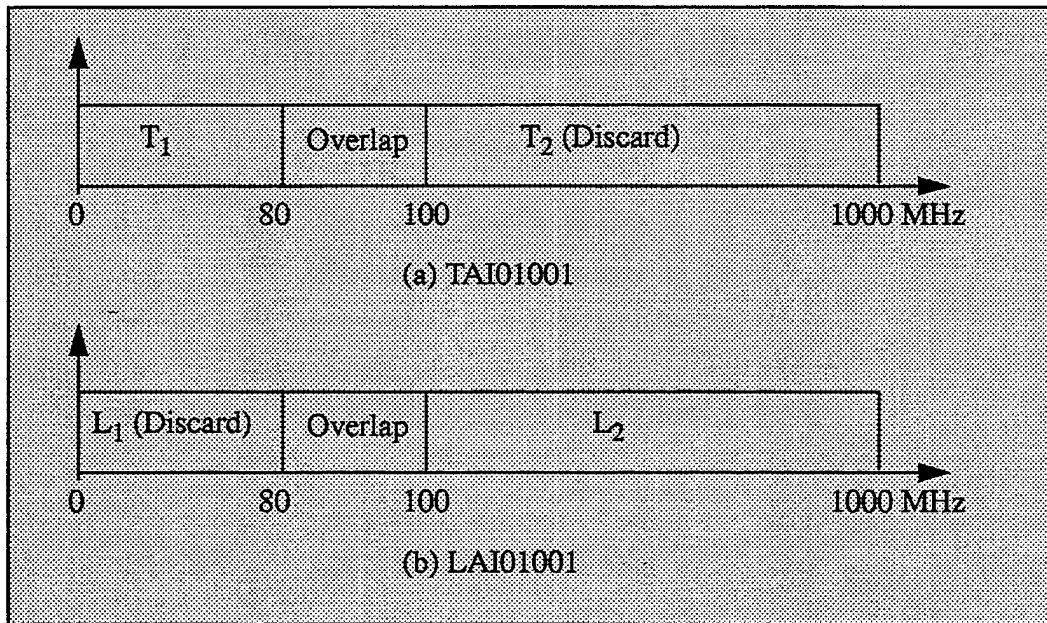 T₁ Overlap T₂ (Discard)
0 80 100 1000 MHz
(a) TAI01001
L₁ (Discard) Overlap L₂
0 80 100 1000 MHz
(b) LAI01001